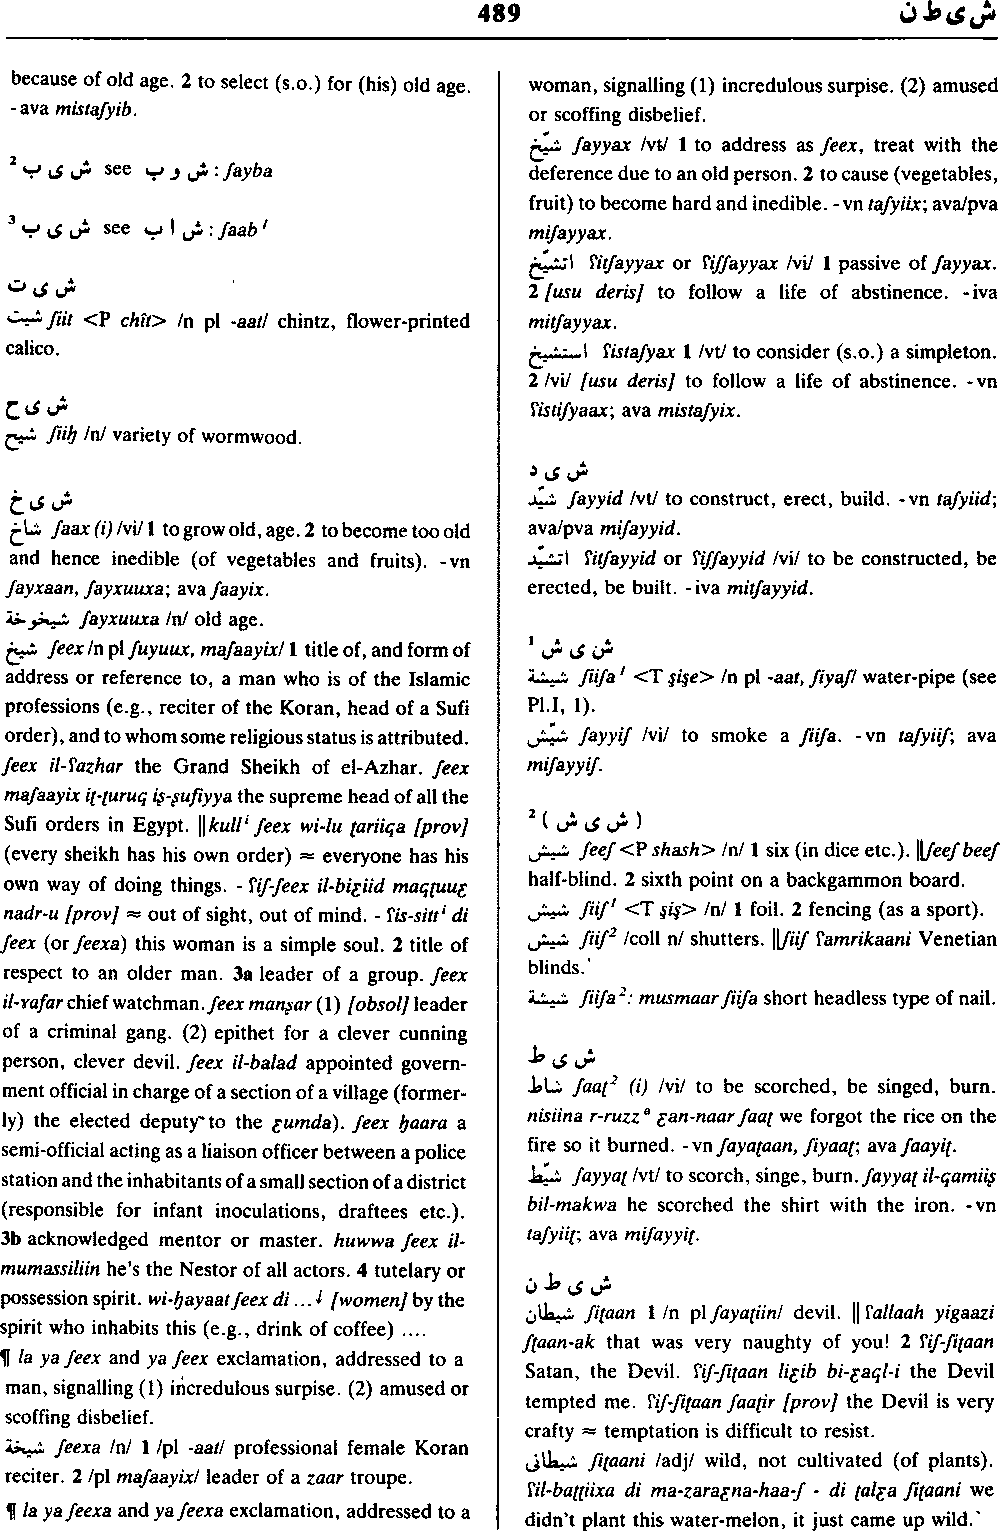 489
ش ى ط ن
because of old age. 2 to select (s.o.) for (his) old age.
-ava mistaʃyib.
² ش ى ب see ش و ب : ʃayba
³ ش ى ب see ش ا ب : ʃaab¹
ش ى ت
شيت ʃiit <P chît> /n pl -aat/ chintz, flower-printed
calico.
ش ى ح
شيح ʃiiḥ /n/ variety of wormwood.
ش ى خ
شاخ ʃaax (i) /vi/ 1 to grow old, age. 2 to become too old
and hence inedible (of vegetables and fruits). -vn
ʃayxaan, ʃayxuuxa; ava ʃaayix.
شيخوخة ʃayxuuxa /n/ old age.
شيخ ʃeex /n pl ʃuyuux, maʃaayix/ 1 title of, and form of
address or reference to, a man who is of the Islamic
professions (e.g., reciter of the Koran, head of a Sufi
order), and to whom some religious status is attributed.
ʃeex il-ʕazhar the Grand Sheikh of el-Azhar. ʃeex
maʃaayix iṭ-ṭuruq̣ iṣ-ṣufiyya the supreme head of all the
Sufi orders in Egypt. ‖kullⁱ ʃeex wi-lu ṭariiq̣a [prov]
(every sheikh has his own order) ≈ everyone has his
own way of doing things. - ʕiʃ-ʃeex il-biƹiid maq̣ṭuuƹ
nadr-u [prov] ≈ out of sight, out of mind. - ʕis-sittⁱ di
ʃeex (or ʃeexa) this woman is a simple soul. 2 title of
respect to an older man. 3a leader of a group. ʃeex
il-ɤafar chief watchman. ʃeex manṣar (1) [obsol] leader
of a criminal gang. (2) epithet for a clever cunning
person, clever devil. ʃeex il-balad appointed govern-
ment official in charge of a section of a village (former-
ly) the elected deputy to the ƹumda). ʃeex ḥaara a
semi-official acting as a liaison officer between a police
station and the inhabitants of a small section of a district
(responsible for infant inoculations, draftees etc.).
3b acknowledged mentor or master. huwwa ʃeex il-
mumassiliin he's the Nestor of all actors. 4 tutelary or
possession spirit. wi-ḥayaat ʃeex di ...↓ [women] by the
spirit who inhabits this (e.g., drink of coffee) ....
¶ la ya ʃeex and ya ʃeex exclamation, addressed to a
man, signalling (1) incredulous surpise. (2) amused or
scoffing disbelief.
شيخة ʃeexa /n/ 1 /pl -aat/ professional female Koran
reciter. 2 /pl maʃaayix/ leader of a zaar troupe.
¶ la ya ʃeexa and ya ʃeexa exclamation, addressed to a
woman, signalling (1) incredulous surpise. (2) amused
or scoffing disbelief.
شيّخ ʃayyax /vt/ 1 to address as ʃeex, treat with the
deference due to an old person. 2 to cause (vegetables,
fruit) to become hard and inedible. -vn taʃyiix; ava/pva
miʃayyax.
اتشيّخ ʕitʃayyax or ʕiʃʃayyax /vi/ 1 passive of ʃayyax.
2 [usu deris] to follow a life of abstinence. -iva
mitʃayyax.
استشيخ ʕistaʃyax 1 /vt/ to consider (s.o.) a simpleton.
2 /vi/ [usu deris] to follow a life of abstinence. -vn
ʕistiʃyaax; ava mistaʃyix.
ش ى د
شيّد ʃayyid /vt/ to construct, erect, build. -vn taʃyiid;
ava/pva miʃayyid.
اتشيّد ʕitʃayyid or ʕiʃʃayyid /vi/ to be constructed, be
erected, be built. -iva mitʃayyid.
¹ ش ى ش
شيشة ʃiiʃa¹ <T şişe> /n pl -aat, ʃiyaʃ/ water-pipe (see
Pl.I, 1).
شيّش ʃayyiʃ /vi/ to smoke a ʃiiʃa. -vn taʃyiiʃ; ava
miʃayyiʃ.
² ( ش ى ش )
شيش ʃeeʃ <P shash> /n/ 1 six (in dice etc.). ‖ʃeeʃ beeʃ
half-blind. 2 sixth point on a backgammon board.
شيش ʃiiʃ¹ <T şiş> /n/ 1 foil. 2 fencing (as a sport).
شيش ʃiiʃ² /coll n/ shutters. ‖ʃiiʃ ʕamrikaani Venetian
blinds.
شيشة ʃiiʃa²: musmaar ʃiiʃa short headless type of nail.
ش ى ط
شاط ʃaaṭ² (i) /vi/ to be scorched, be singed, burn.
nisiina r-ruzzᵃ ƹan-naar ʃaaṭ we forgot the rice on the
fire so it burned. -vn ʃayaṭaan, ʃiyaaṭ; ava ʃaayiṭ.
شيّط ʃayyaṭ /vt/ to scorch, singe, burn. ʃayyaṭ il-q̣amiiṣ
bil-makwa he scorched the shirt with the iron. -vn
taʃyiiṭ; ava miʃayyiṭ.
ش ى ط ن
شيطان ʃiṭaan 1 /n pl ʃayaṭiin/ devil. ‖ ʕallaah yigaazi
ʃṭaan-ak that was very naughty of you! 2 ʕiʃ-ʃiṭaan
Satan, the Devil. ʕiʃ-ʃiṭaan liƹib bi-ƹaq̣l-i the Devil
tempted me. ʕiʃ-ʃiṭaan ʃaaṭir [prov] the Devil is very
crafty ≈ temptation is difficult to resist.
شيطانى ʃiṭaani /adj/ wild, not cultivated (of plants).
ʕil-baṭṭiixa di ma-zaraƹna-haa-ʃ - di ṭalƹa ʃiṭaani we
didn't plant this water-melon, it just came up wild.